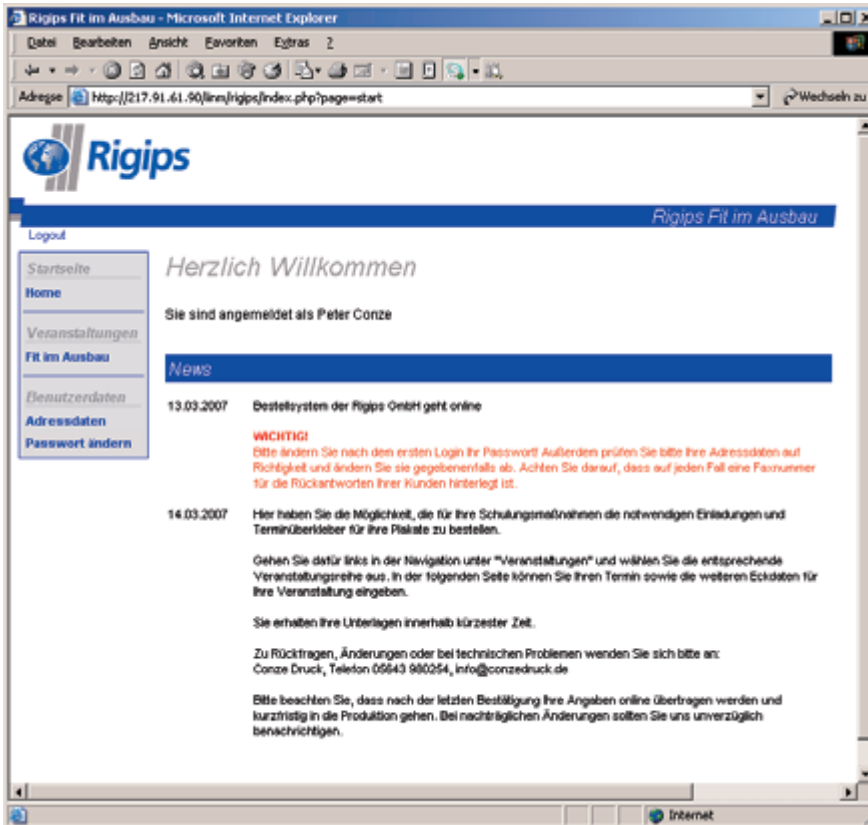 Rigips Fit im Ausbau - Microsoft Internet Explorer
Datei Bearbeiten Ansicht Favoriten Extras ?
Adresse http://217.91.61.90/linm/rigips/index.php?page=start Wechseln zu
Rigips
Rigips Fit im Ausbau
Logout
Startseite
Home
Veranstaltungen
Fit im Ausbau
Benutzerdaten
Adressdaten
Passwort ändern
Herzlich Willkommen
Sie sind angemeldet als Peter Conze
News
13.03.2007 Bestellsystem der Rigips GmbH geht online
WICHTIG!
Bitte ändern Sie nach dem ersten Login Ihr Passwort! Außerdem prüfen Sie bitte Ihre Adressdaten auf
Richtigkeit und ändern Sie sie gegebenenfalls ab. Achten Sie darauf, dass auf jeden Fall eine Faxnummer
für die Rückantworten Ihrer Kunden hinterlegt ist.
14.03.2007 Hier haben Sie die Möglichkeit, die für Ihre Schulungsmaßnahmen die notwendigen Einladungen und
Terminüberkleber für Ihre Plakate zu bestellen.
Gehen Sie dafür links in der Navigation unter "Veranstaltungen" und wählen Sie die entsprechende
Veranstaltungsreihe aus. In der folgenden Seite können Sie Ihren Termin sowie die weiteren Eckdaten für
Ihre Veranstaltung eingeben.
Sie erhalten Ihre Unterlagen innerhalb kürzester Zeit.
Zu Rückfragen, Änderungen oder bei technischen Problemen wenden Sie sich bitte an:
Conze Druck, Telefon 05643 980254, info@conzedruck.de
Bitte beachten Sie, dass nach der letzten Bestätigung Ihre Angaben online übertragen werden und
kurzfristig in die Produktion gehen. Bei nachträglichen Änderungen sollten Sie uns unverzüglich
benachrichtigen.
Internet